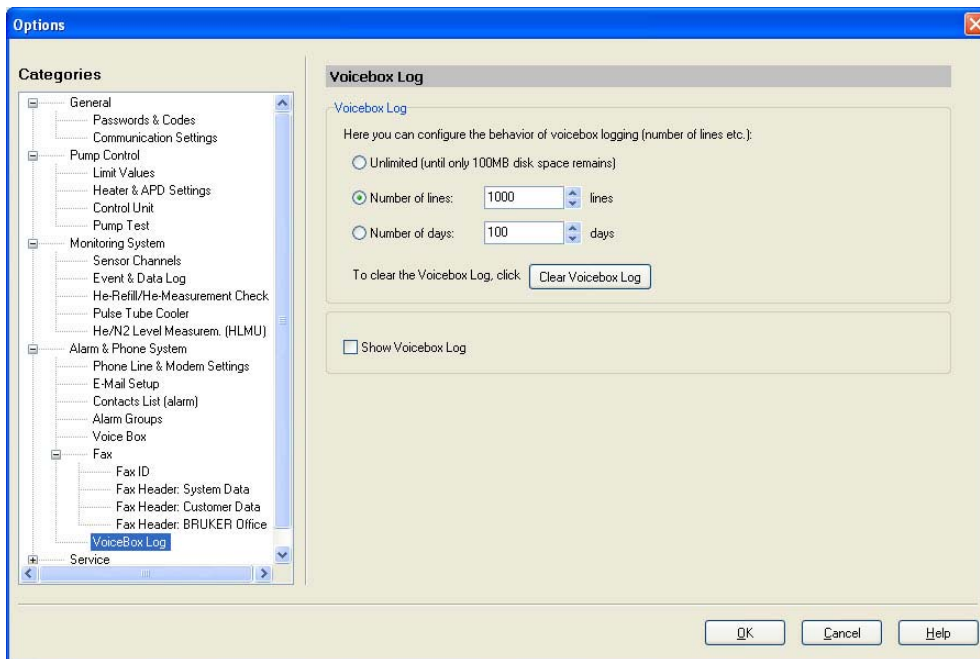 Options
Categories
General
Passwords & Codes
Communication Settings
Pump Control
Limit Values
Heater & APD Settings
Control Unit
Pump Test
Monitoring System
Sensor Channels
Event & Data Log
He-Refill/He-Measurement Check
Pulse Tube Cooler
He/N2 Level Measurem. (HLMU)
Alarm & Phone System
Phone Line & Modem Settings
E-Mail Setup
Contacts List (alarm)
Alarm Groups
Voice Box
Fax
Fax ID
Fax Header: System Data
Fax Header: Customer Data
Fax Header: BRUKER Office
VoiceBox Log
Service
Voicebox Log
Voicebox Log
Here you can configure the behavior of voicebox logging (number of lines etc.):
Unlimited (until only 100MB disk space remains)
Number of lines: 1000 lines
Number of days: 100 days
To clear the Voicebox Log, click Clear Voicebox Log
Show Voicebox Log
OK Cancel Help